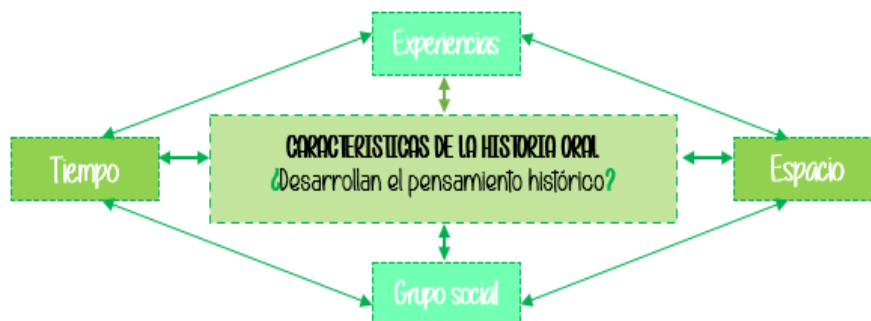 Experiencias
CARACTERISTICAS DE LA HISTORIA ORAL
¿Desarrollan el pensamiento histórico?
Tiempo
Espacio
Grupo social